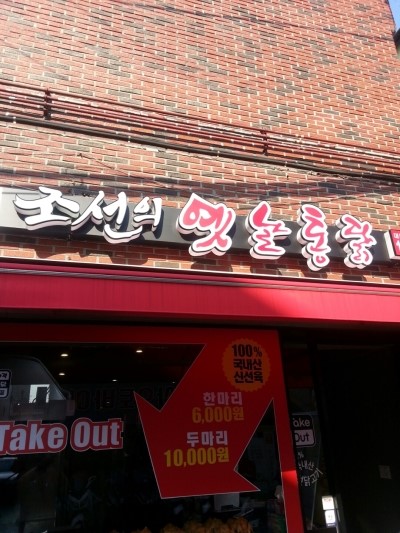 조선의 옛날통닭
100%
국내산
신선육
한마리
6,000원
두마리
10,000원
Take Out
Take
Out